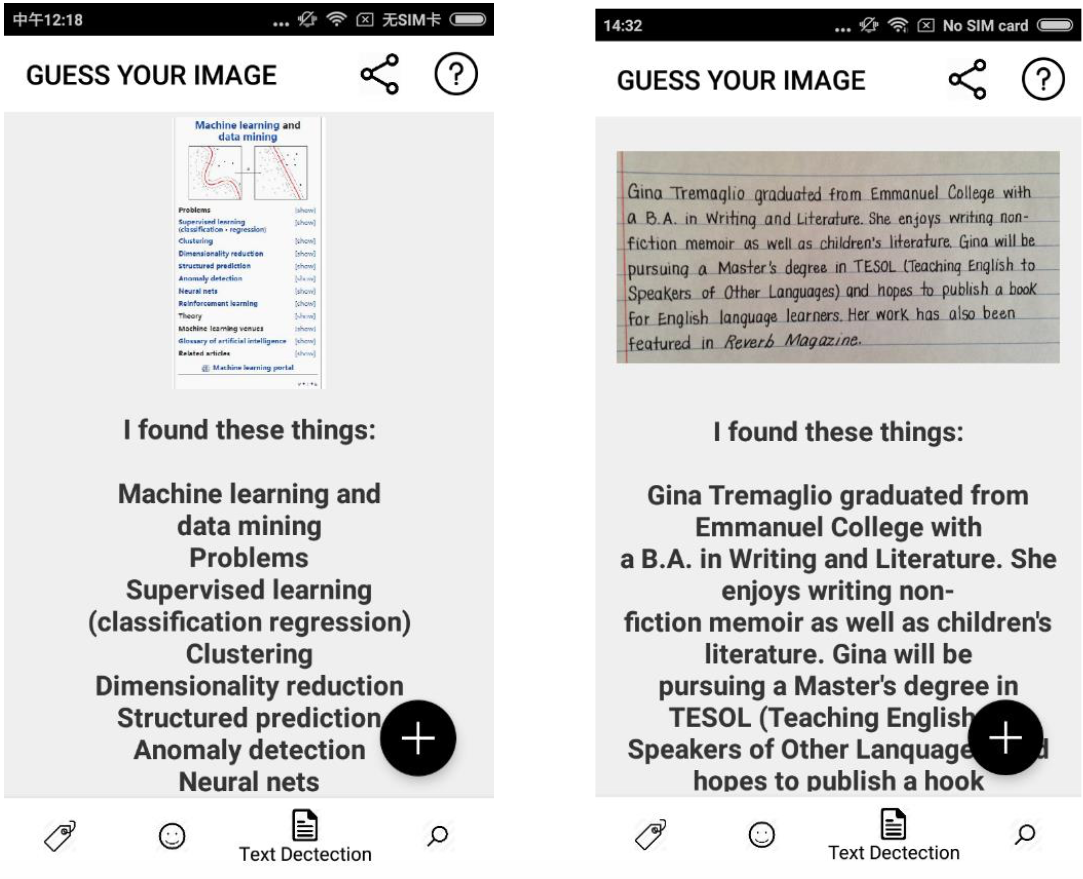 中午12:18
... 无SIM卡
GUESS YOUR IMAGE
Machine learning and
data mining
Problems [show]
Supervised learning [show]
(classification • regression)
Clustering [show]
Dimensionality reduction [show]
Structured prediction [show]
Anomaly detection [show]
Neural nets [show]
Reinforcement learning [show]
Theory [show]
Machine learning venues [show]
Glossary of artificial intelligence [show]
Related articles [show]
Machine learning portal
I found these things:
Machine learning and
data mining
Problems
Supervised learning
(classification regression)
Clustering
Dimensionality reduction
Structured prediction
Anomaly detection
Neural nets
Text Dectection
14:32
... No SIM card
GUESS YOUR IMAGE
Gina Tremaglio graduated from Emmanuel College with
a B.A. in Writing and Literature. She enjoys writing non-
fiction memoir as well as children's literature. Gina will be
pursuing a Master's degree in TESOL (Teaching English to
Speakers of Other Languages) and hopes to publish a book
for English language learners. Her work has also been
featured in Reverb Magazine.
I found these things:
Gina Tremaglio graduated from
Emmanuel College with
a B.A. in Writing and Literature. She
enjoys writing non-
fiction memoir as well as children's
literature. Gina will be
pursuing a Master's degree in
TESOL (Teaching English
Speakers of Other Lanquage d
hopes to publish a hook
Text Dectection